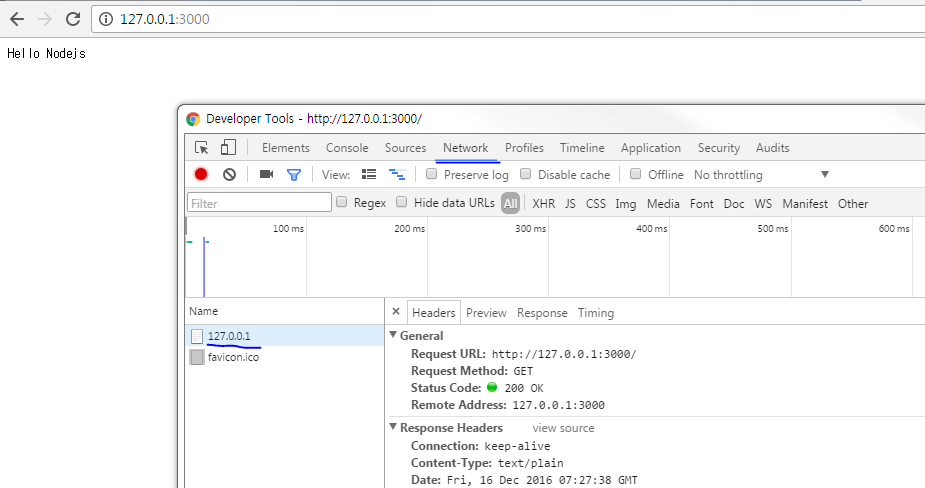 127.0.0.1:3000
Hello Nodejs
Developer Tools - http://127.0.0.1:3000/
Elements Console Sources Network Profiles Timeline Application Security Audits
View: Preserve log Disable cache Offline No throttling
Filter Regex Hide data URLs All XHR JS CSS Img Media Font Doc WS Manifest Other
100 ms 200 ms 300 ms 400 ms 500 ms 600 ms
Name
127.0.0.1
favicon.ico
Headers Preview Response Timing
General
Request URL: http://127.0.0.1:3000/
Request Method: GET
Status Code: 200 OK
Remote Address: 127.0.0.1:3000
Response Headers view source
Connection: keep-alive
Content-Type: text/plain
Date: Fri, 16 Dec 2016 07:27:38 GMT